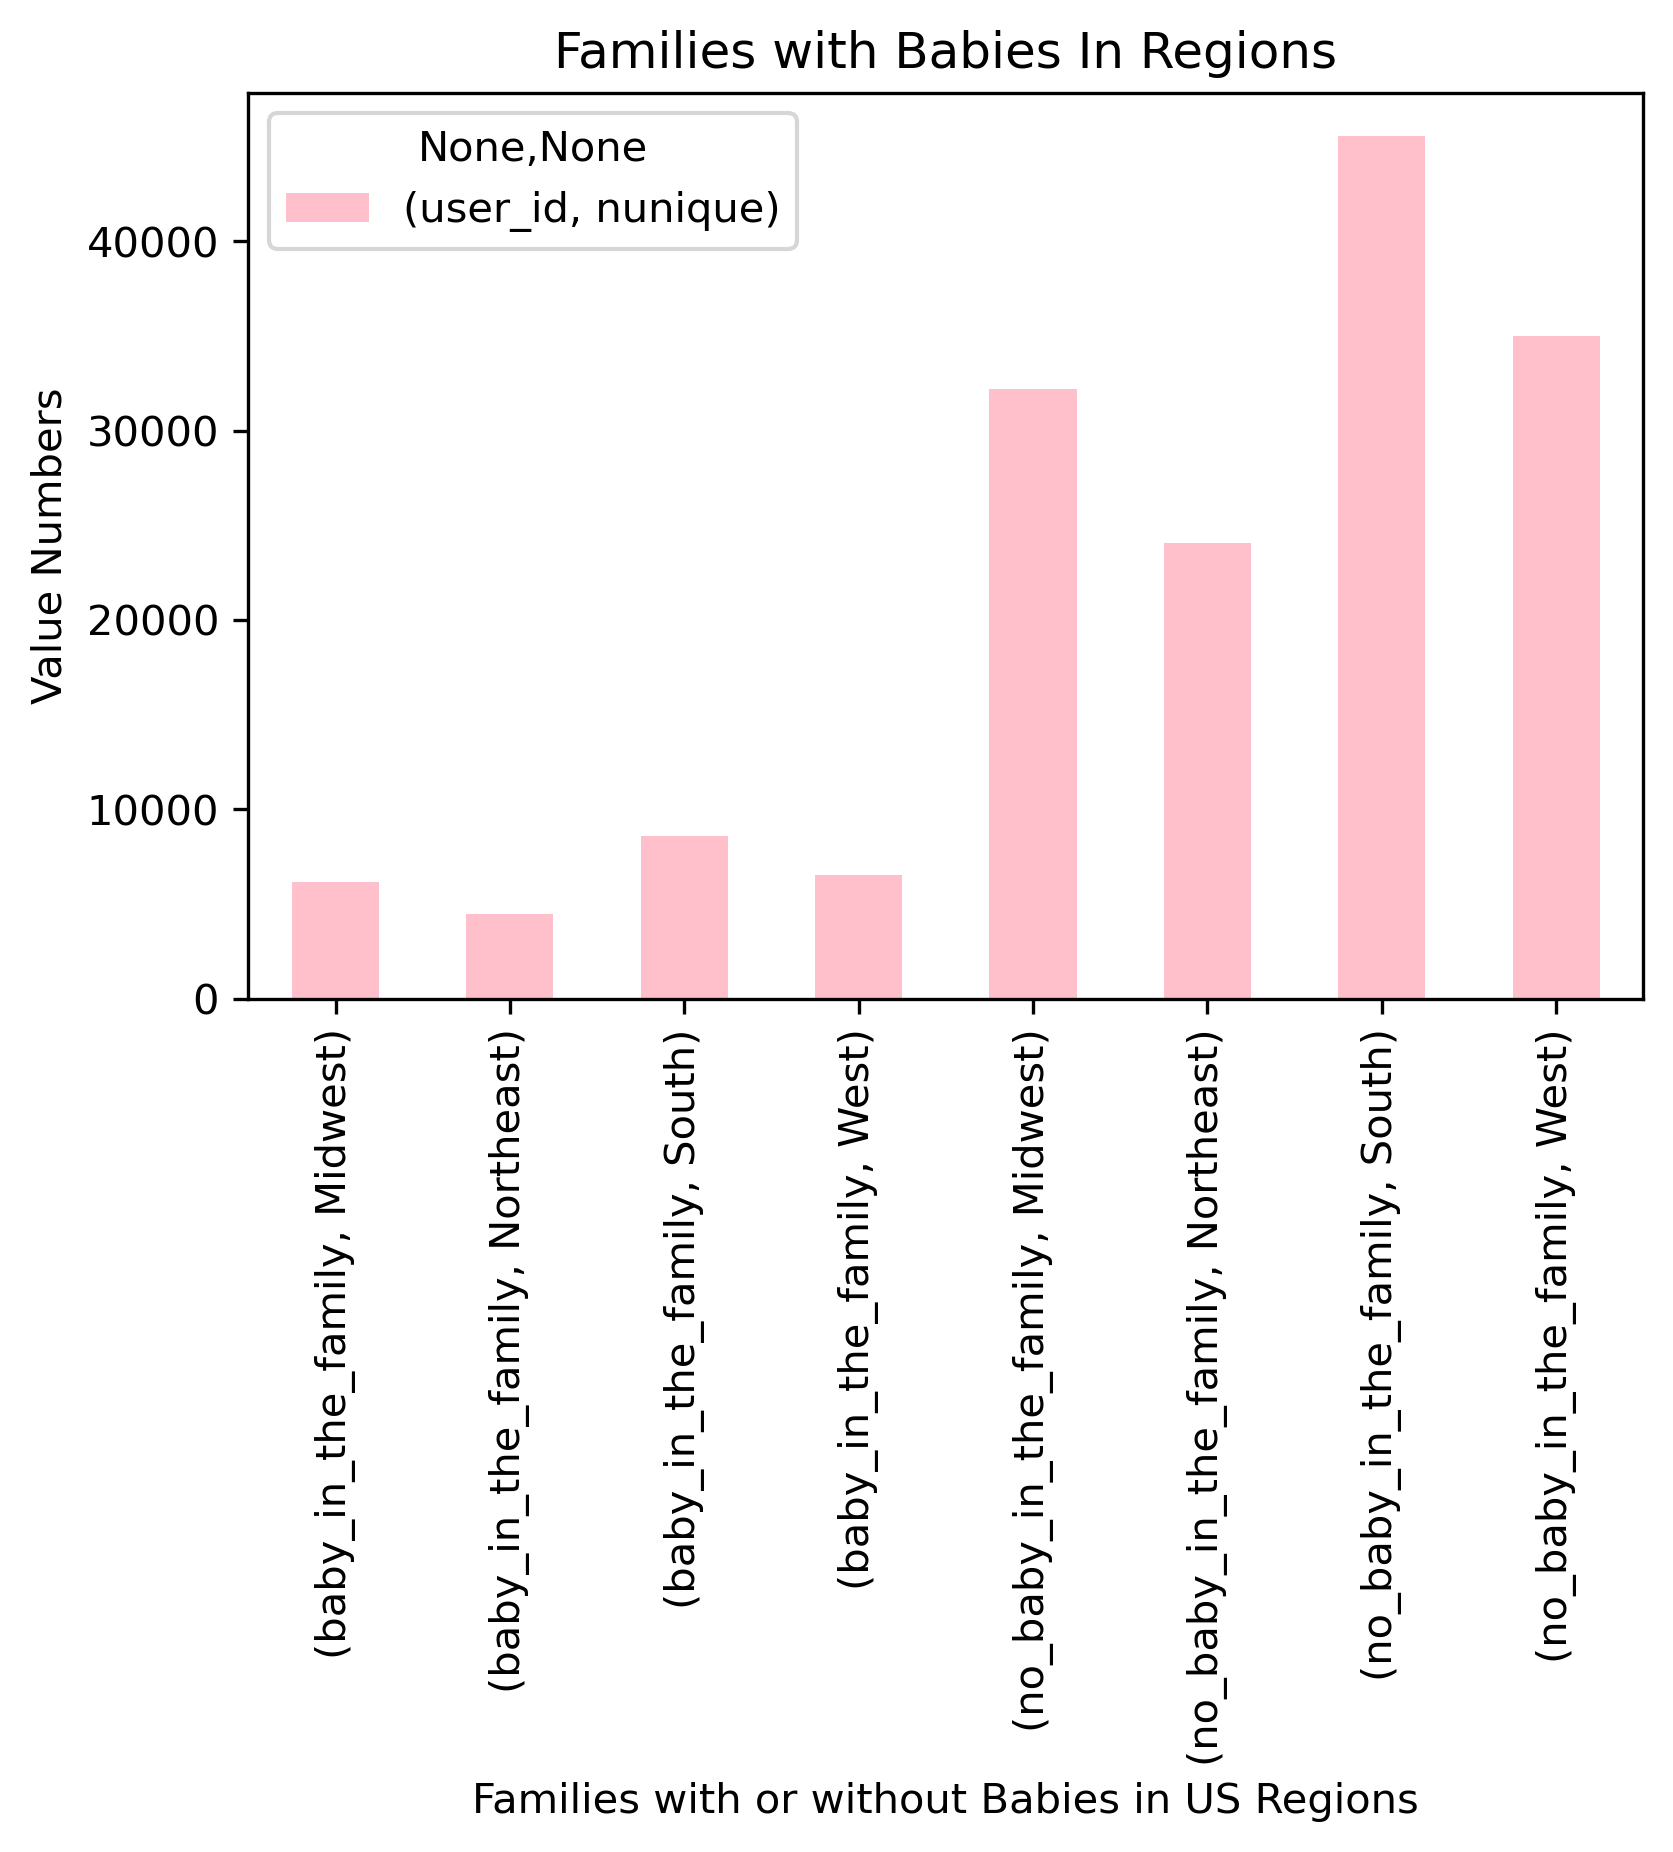 Families with Babies In Regions
None,None
(user_id, nunique)
Value Numbers
40000
30000
20000
10000
0
(baby_in_the_family, Midwest)
(baby_in_the_family, Northeast)
(baby_in_the_family, South)
(baby_in_the_family, West)
(no_baby_in_the_family, Midwest)
(no_baby_in_the_family, Northeast)
(no_baby_in_the_family, South)
(no_baby_in_the_family, West)
Families with or without Babies in US Regions